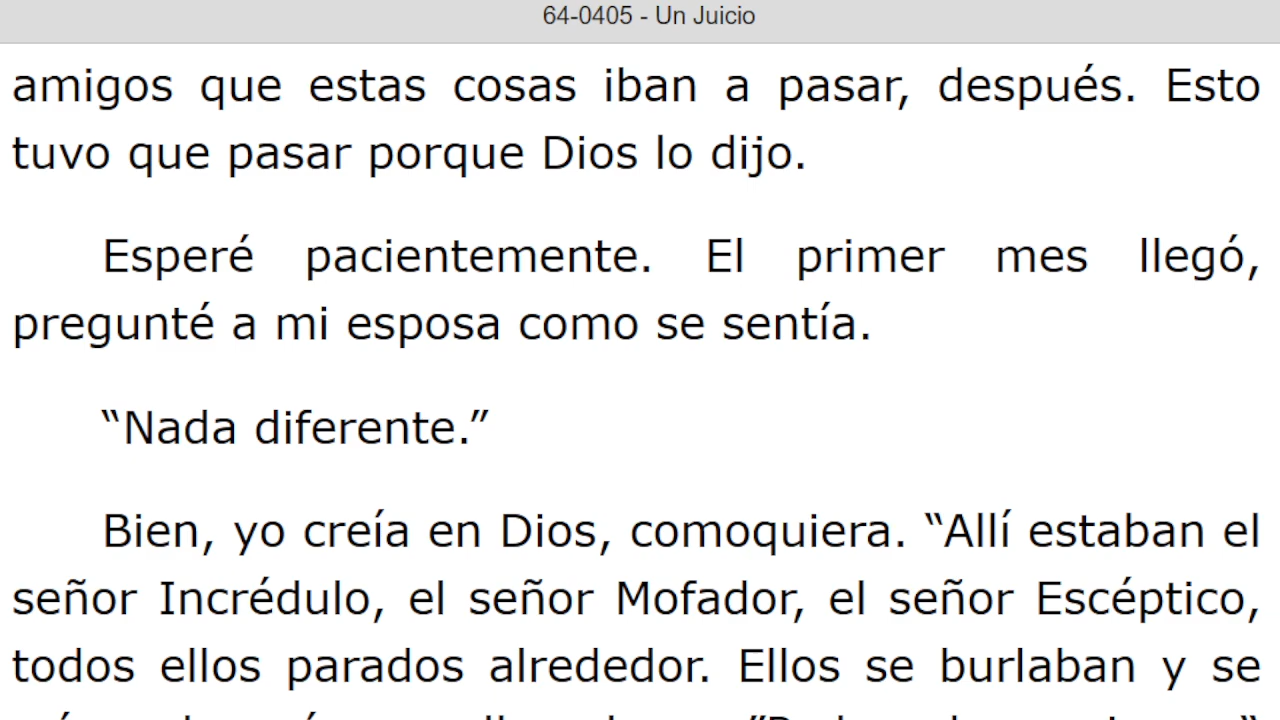 64-0405 - Un Juicio
amigos que estas cosas iban a pasar, después. Esto
tuvo que pasar porque Dios lo dijo.
Esperé pacientemente. El primer mes llegó,
pregunté a mi esposa como se sentía.
“Nada diferente.”
Bien, yo creía en Dios, comoquiera. “Allí estaban el
señor Incrédulo, el señor Mofador, el señor Escéptico,
todos ellos parados alrededor. Ellos se burlaban y se